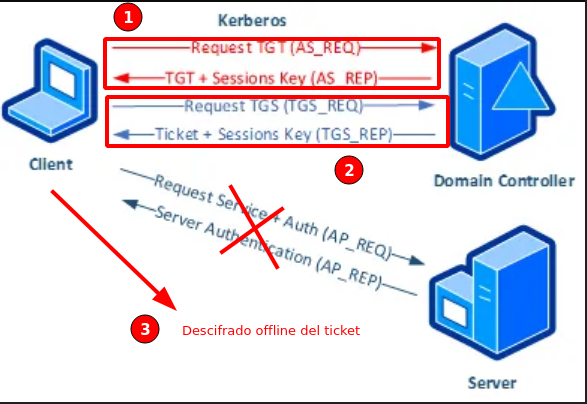 1
Kerberos
Request TGT (AS_REQ)
TGT + Sessions Key (AS_REP)
Request TGS (TGS_REQ)
Ticket + Sessions Key (TGS_REP)
Client
2
Domain Controller
Request Service + Auth (AP_REQ)
Server Authentication (AP_REP)
3
Descifrado offline del ticket
Server